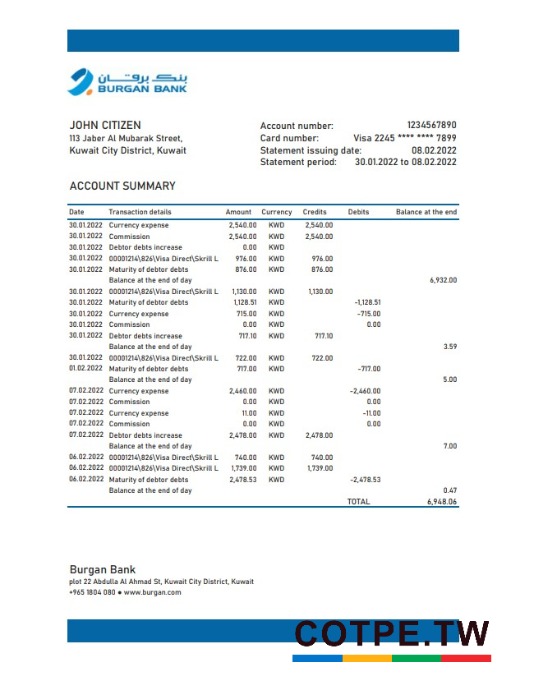 بنك برقان
BURGAN BANK
JOHN CITIZEN
113 Jaber Al Mubarak Street,
Kuwait City District, Kuwait
Account number: 1234567890
Card number: Visa 2245 **** **** 7899
Statement issuing date: 08.02.2022
Statement period: 30.01.2022 to 08.02.2022
ACCOUNT SUMMARY
Date Transaction details Amount Currency Credits Debits Balance at the end
30.01.2022 Currency expense 2,540.00 KWD 2,540.00
30.01.2022 Commission 2,540.00 KWD 2,540.00
30.01.2022 Debtor debts increase 0.00 KWD
30.01.2022 00001214\826\Visa Direct\Skrill L 976.00 KWD 976.00
30.01.2022 Maturity of debtor debts 876.00 KWD 876.00
Balance at the end of day 6,932.00
30.01.2022 00001214\826\Visa Direct\Skrill L 1,130.00 KWD 1,130.00
30.01.2022 Maturity of debtor debts 1,128.51 KWD -1,128.51
30.01.2022 Currency expense 715.00 KWD -715.00
30.01.2022 Commission 0.00 KWD 0.00
30.01.2022 Debtor debts increase 717.10 KWD 717.10
Balance at the end of day 3.59
30.01.2022 00001214\826\Visa Direct\Skrill L 722.00 KWD 722.00
01.02.2022 Maturity of debtor debts 717.00 KWD -717.00
Balance at the end of day 5.00
07.02.2022 Currency expense 2,460.00 KWD -2,460.00
07.02.2022 Commission 0.00 KWD 0.00
07.02.2022 Currency expense 11.00 KWD -11.00
07.02.2022 Commission 0.00 KWD 0.00
07.02.2022 Debtor debts increase 2,478.00 KWD 2,478.00
Balance at the end of day 7.00
06.02.2022 00001214\826\Visa Direct\Skrill L 740.00 KWD 740.00
06.02.2022 00001214\826\Visa Direct\Skrill L 1,739.00 KWD 1,739.00
06.02.2022 Maturity of debtor debts 2,478.53 KWD -2,478.53
Balance at the end of day 0.47
TOTAL 6,948.06
Burgan Bank
plot 22 Abdulla Al Ahmad St, Kuwait City District, Kuwait
+965 1804 080 ● www.burgan.com
COTPE.TW